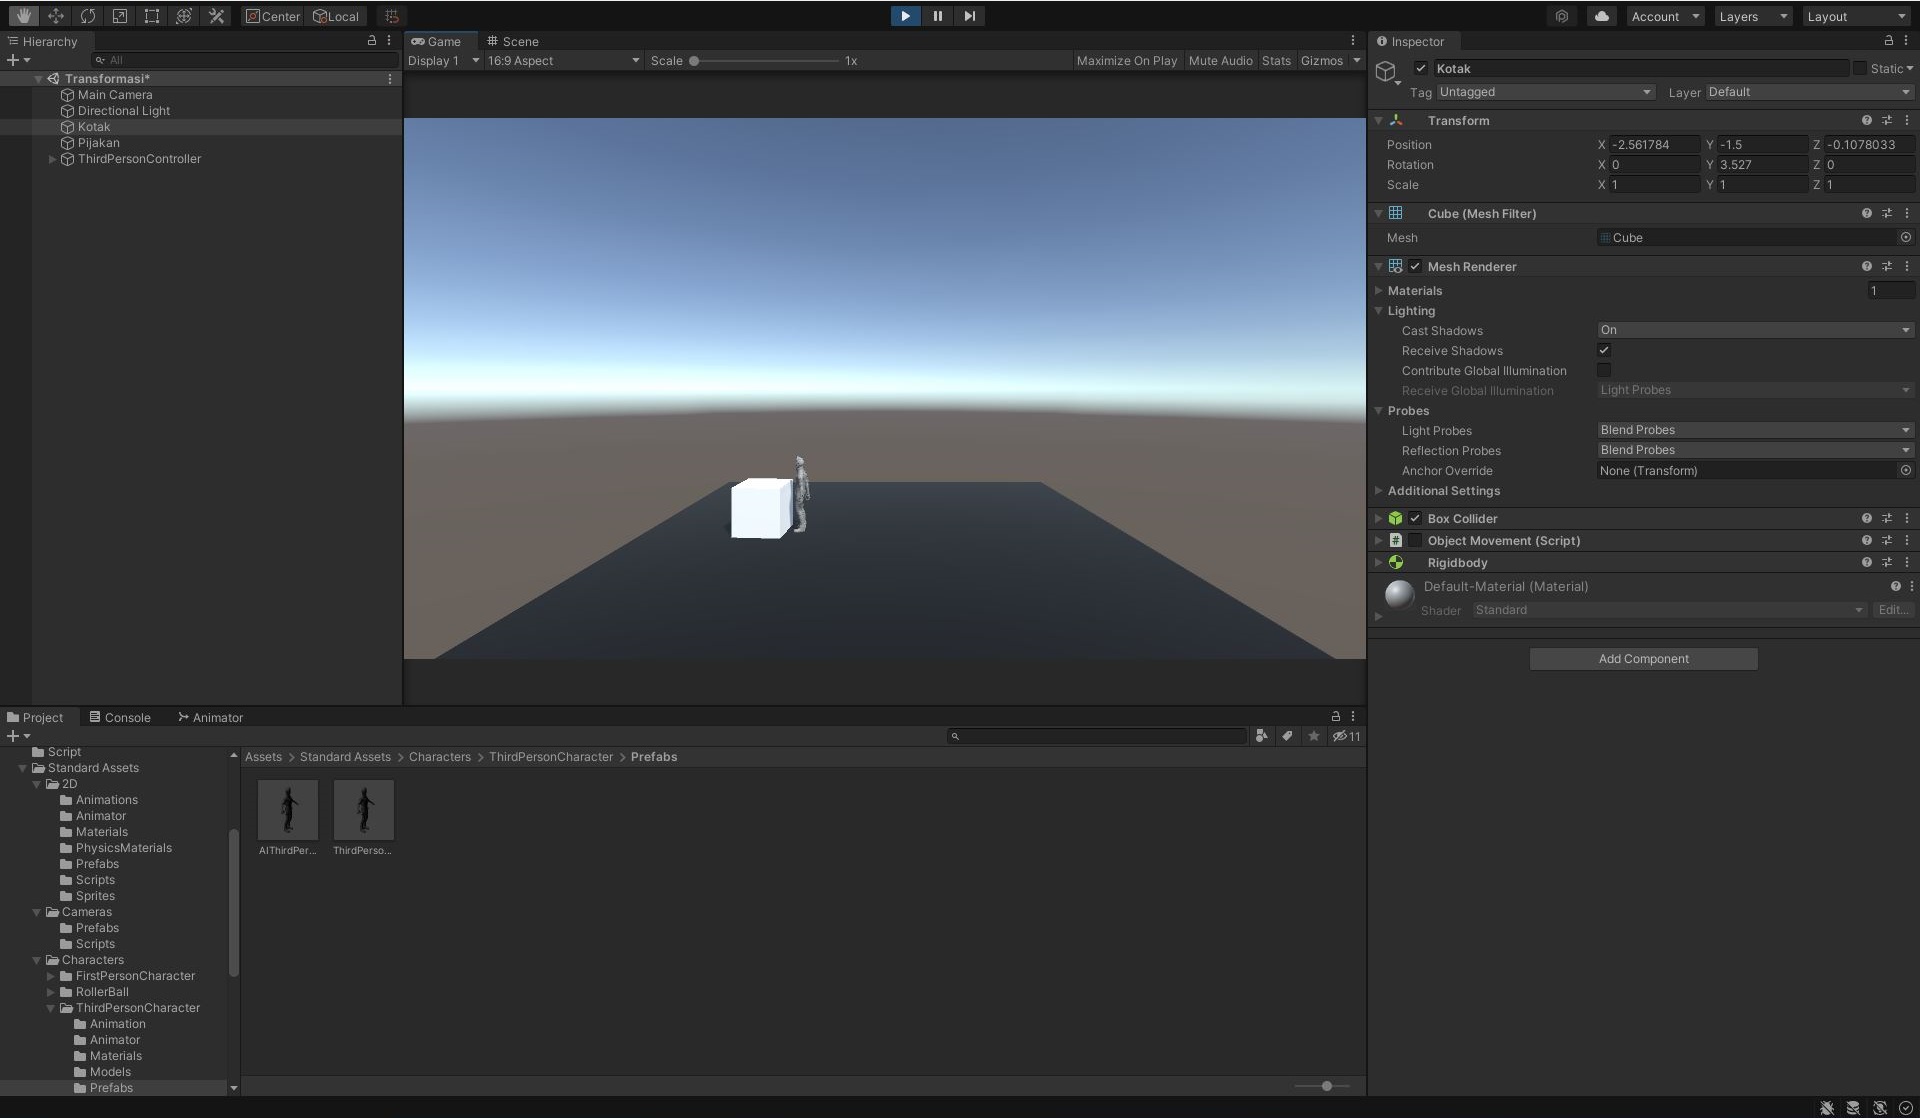 Center Local Account Layers Layout
Hierarchy
All
Transformasi*
Main Camera
Directional Light
Kotak
Pijakan
ThirdPersonController
Game Scene
Display 1 16:9 Aspect Scale 1x Maximize On Play Mute Audio Stats Gizmos
Inspector
Kotak Static
Tag Untagged Layer Default
Transform
Position X -2.561784 Y -1.5 Z -0.1078033
Rotation X 0 Y 3.527 Z 0
Scale X 1 Y 1 Z 1
Cube (Mesh Filter)
Mesh Cube
Mesh Renderer
Materials 1
Lighting
Cast Shadows On
Receive Shadows
Contribute Global Illumination
Receive Global Illumination Light Probes
Probes
Light Probes Blend Probes
Reflection Probes Blend Probes
Anchor Override None (Transform)
Additional Settings
Box Collider
Object Movement (Script)
Rigidbody
Default-Material (Material)
Shader Standard Edit...
Add Component
Project Console Animator
11
Script
Standard Assets
2D
Animations
Animator
Materials
PhysicsMaterials
Prefabs
Scripts
Sprites
Cameras
Prefabs
Scripts
Characters
FirstPersonCharacter
RollerBall
ThirdPersonCharacter
Animation
Animator
Materials
Models
Prefabs
Assets > Standard Assets > Characters > ThirdPersonCharacter > Prefabs
AIThirdPer... ThirdPerso...